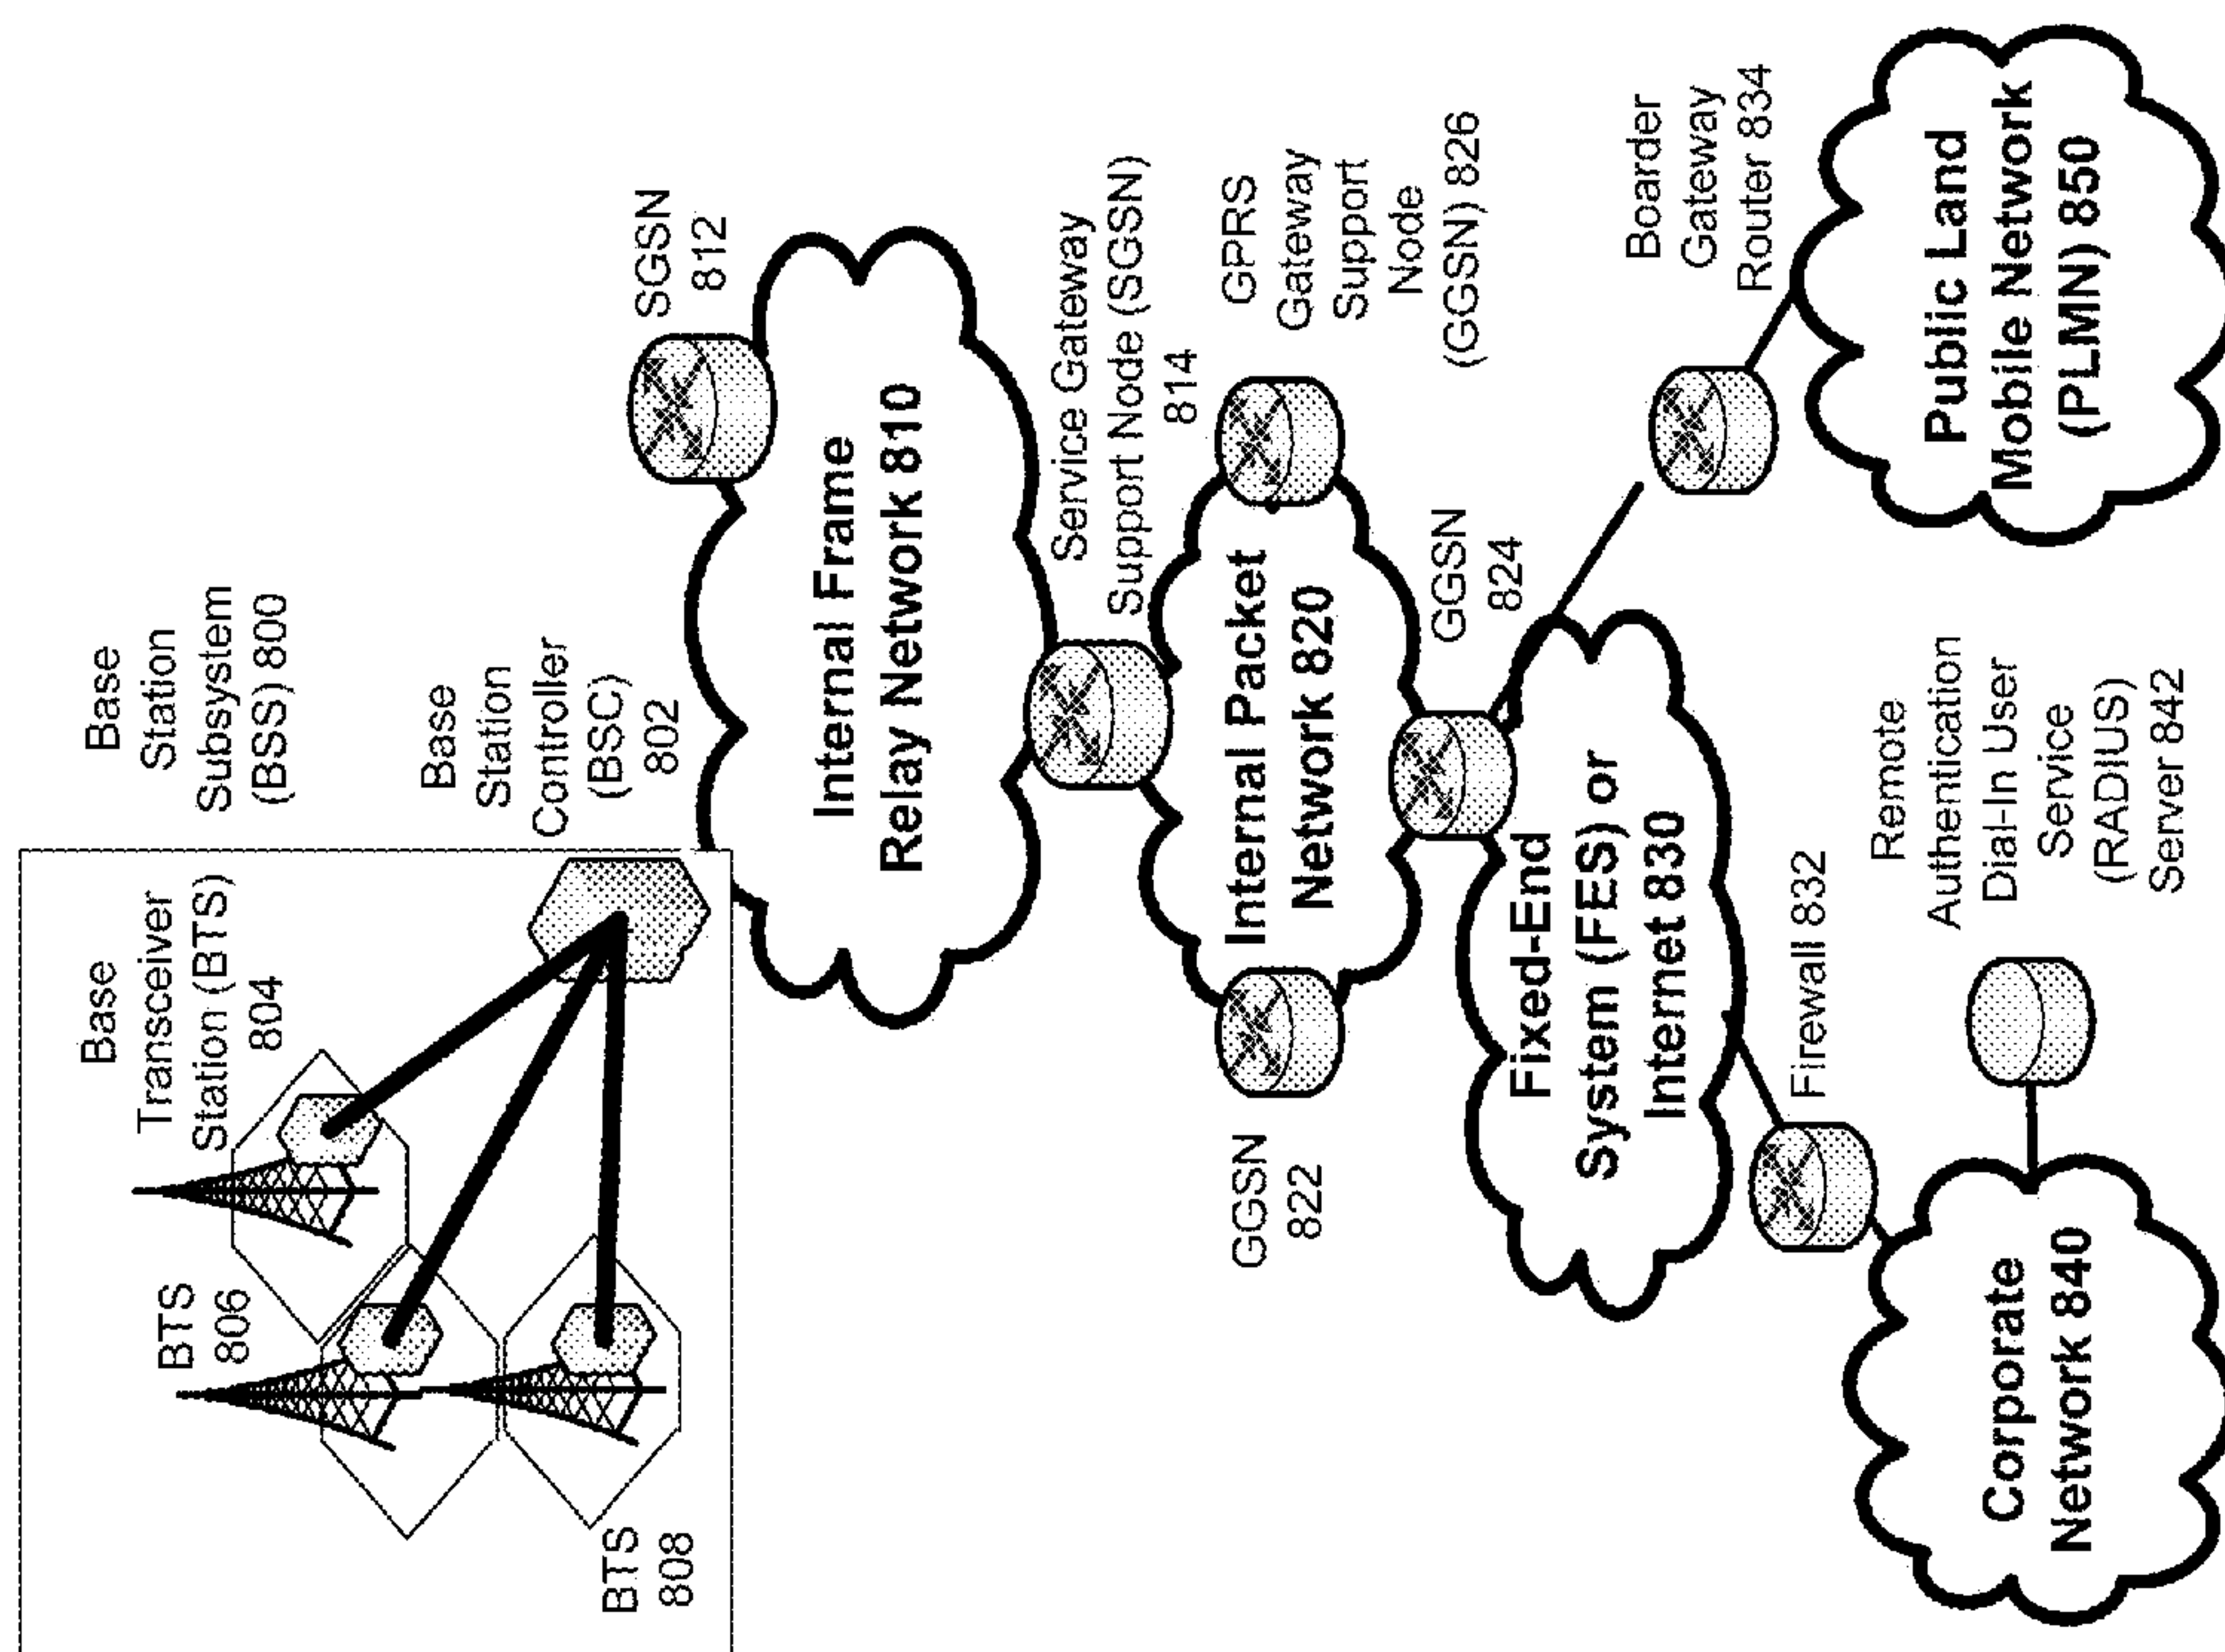 Base
Station
Subsystem
(BSS) 800
Base
Transceiver
Station (BTS)
804
BTS
806
BTS
808
Base
Station
Controller
(BSC)
802
SGSN
812
Internal Frame
Relay Network 810
Service Gateway
Support Node (SGSN)
814
GPRS
Gateway
Support
Node
(GGSN) 826
Internal Packet
Network 820
GGSN
822
GGSN
824
Boarder
Gateway
Router 834
Fixed-End
System (FES) or
Internet 830
Public Land
Mobile Network
(PLMN) 850
Firewall 832
Remote
Authentication
Dial-In User
Service
(RADIUS)
Server 842
Corporate
Network 840